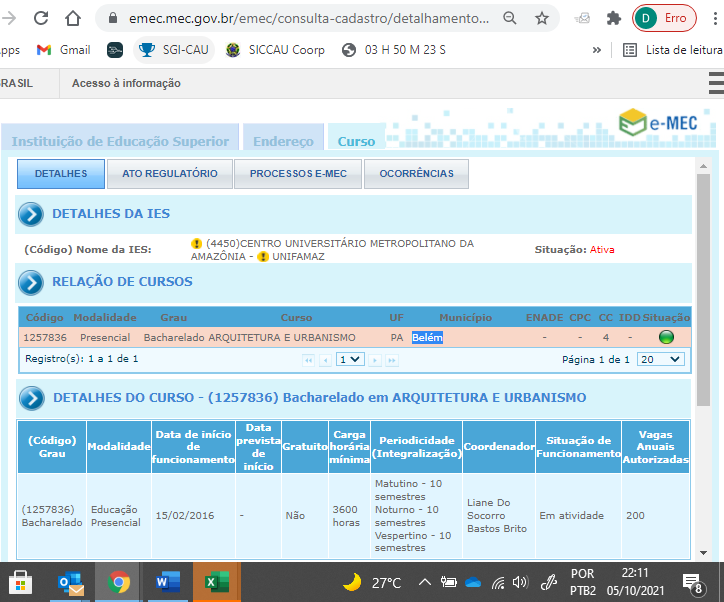 emec.mec.gov.br/emec/consulta-cadastro/detalhamento...
D Erro
pps Gmail SGI-CAU SICCAU Coorp 03 H 50 M 23 S » Lista de leitura
RASIL Acesso à informação
e-MEC
Instituição de Educação Superior Endereço Curso
DETALHES ATO REGULATÓRIO PROCESSOS E-MEC OCORRÊNCIAS
DETALHES DA IES
(Código) Nome da IES: (4450)CENTRO UNIVERSITÁRIO METROPOLITANO DA Situação: Ativa
AMAZÔNIA - UNIFAMAZ
RELAÇÃO DE CURSOS
Código Modalidade Grau Curso UF Município ENADE CPC CC IDD Situação
1257836 Presencial Bacharelado ARQUITETURA E URBANISMO PA Belém - - 4 -
Registro(s): 1 a 1 de 1 1 Página 1 de 1 20
DETALHES DO CURSO - (1257836) Bacharelado em ARQUITETURA E URBANISMO
(Código)
Grau
Modalidade
Data de início
de
funcionamento
Data
prevista
de
início
Gratuito
Carga
horária
mínima
Periodicidade
(Integralização)
Coordenador
Situação de
Funcionamento
Vagas
Anuais
Autorizadas
(1257836)
Bacharelado
Educação
Presencial
15/02/2016
-
Não
3600
horas
Matutino - 10
semestres
Noturno - 10
semestres
Vespertino - 10
semestres
Liane Do
Socorro
Bastos Brito
Em atividade
200
27°C
POR
PTB2
22:11
05/10/2021
8